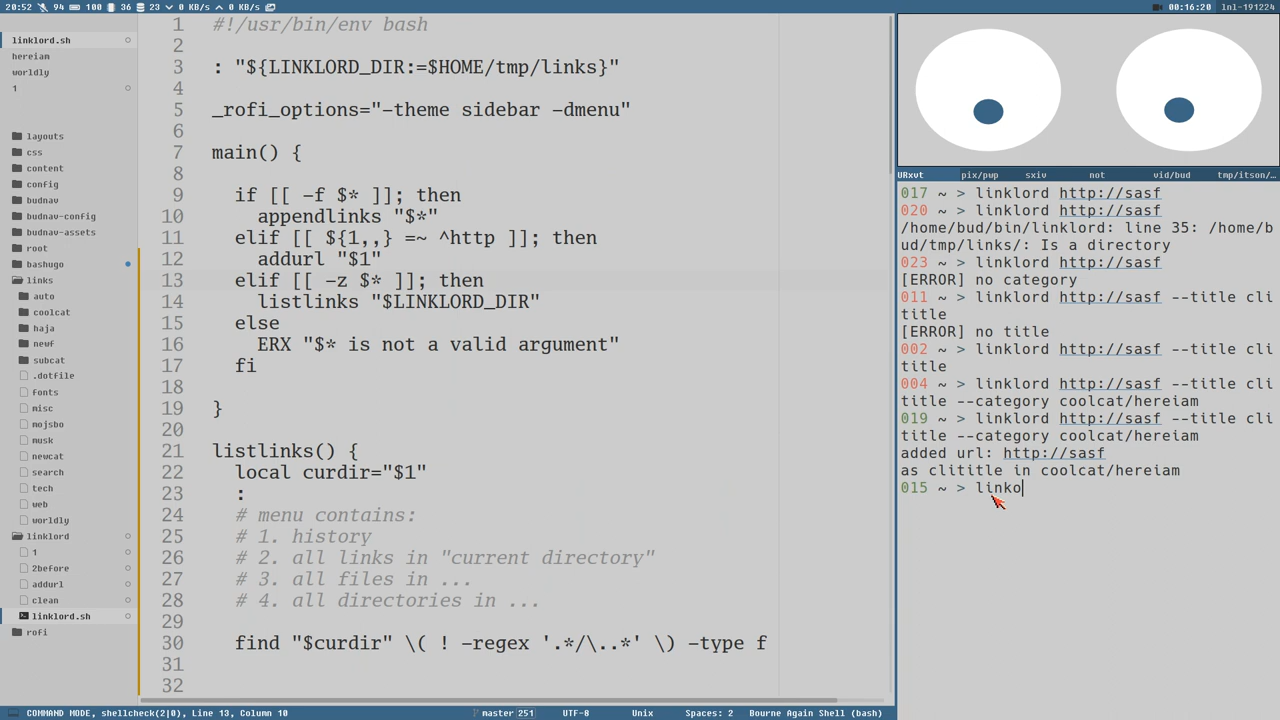 20:52 94 100 36 23 0 KB/s 0 KB/s
00:16:20 lnl-191224
linklord.sh
hereiam
worldly
1
layouts
css
content
config
budnav
budnav-config
budnav-assets
root
bashugo
links
auto
coolcat
haja
newf
subcat
.dotfile
fonts
misc
mojsbo
musk
newcat
search
tech
web
worldly
linklord
1
2before
addurl
clean
linklord.sh
rofi
1 #!/usr/bin/env bash
2
3 : "${LINKLORD_DIR:=$HOME/tmp/links}"
4
5 _rofi_options="-theme sidebar -dmenu"
6
7 main() {
8
9 if [[ -f $* ]]; then
10 appendlinks "$*"
11 elif [[ ${1,,} =~ ^http ]]; then
12 addurl "$1"
13 elif [[ -z $* ]]; then
14 listlinks "$LINKLORD_DIR"
15 else
16 ERX "$* is not a valid argument"
17 fi
18
19 }
20
21 listlinks() {
22 local curdir="$1"
23 :
24 # menu contains:
25 # 1. history
26 # 2. all links in "current directory"
27 # 3. all files in ...
28 # 4. all directories in ...
29
30 find "$curdir" \( ! -regex '.*/\..*' \) -type f
31
32
URxvt pix/pwp sxiv not vid/bud tmp/itson/...
017 ~ > linklord http://sasf
020 ~ > linklord http://sasf
/home/bud/bin/linklord: line 35: /home/b
ud/tmp/links/: Is a directory
023 ~ > linklord http://sasf
[ERROR] no category
011 ~ > linklord http://sasf --title cli
title
[ERROR] no title
002 ~ > linklord http://sasf --title cli
title
004 ~ > linklord http://sasf --title cli
title --category coolcat/hereiam
019 ~ > linklord http://sasf --title cli
title --category coolcat/hereiam
added url: http://sasf
as clititle in coolcat/hereiam
015 ~ > linko
COMMAND MODE, shellcheck(2|0), Line 13, Column 10 master 251 UTF-8 Unix Spaces: 2 Bourne Again Shell (bash)